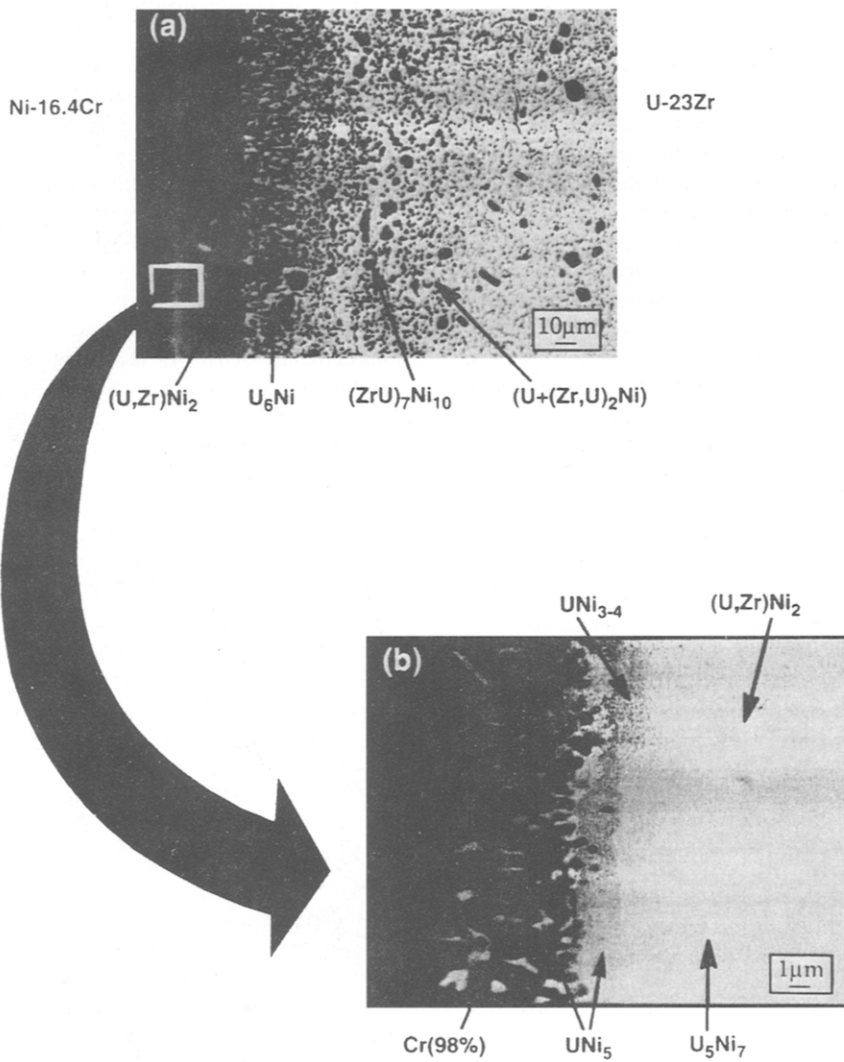 (a)
Ni-16.4Cr
U-23Zr
10μm
(U,Zr)Ni₂ U₆Ni (ZrU)₇Ni₁₀ (U+(Zr,U)₂Ni)
UNi₃₋₄ (U,Zr)Ni₂
(b)
1μm
Cr(98%) UNi₅ U₅Ni₇